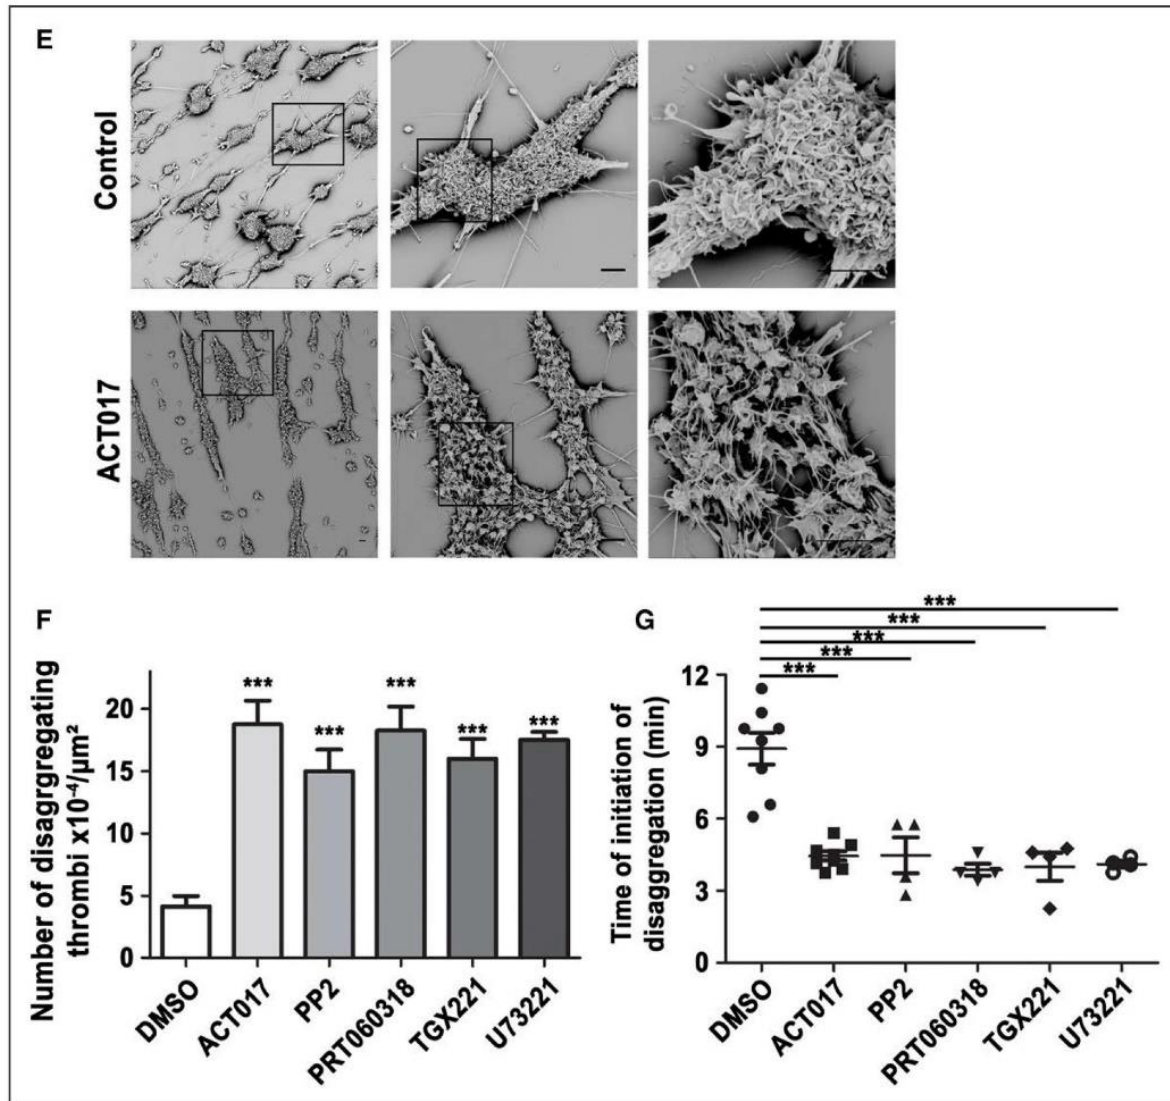 E
Control
ACT017
F
Number of disaggregating
thrombi x10⁻⁴/µm²
20
15
10
5
0
***
***
***
***
***
DMSO
ACT017
PP2
PRT060318
TGX221
U73221
G
Time of initiation of
disaggregation (min)
12
9
6
3
0
***
***
***
***
***
DMSO
ACT017
PP2
PRT060318
TGX221
U73221